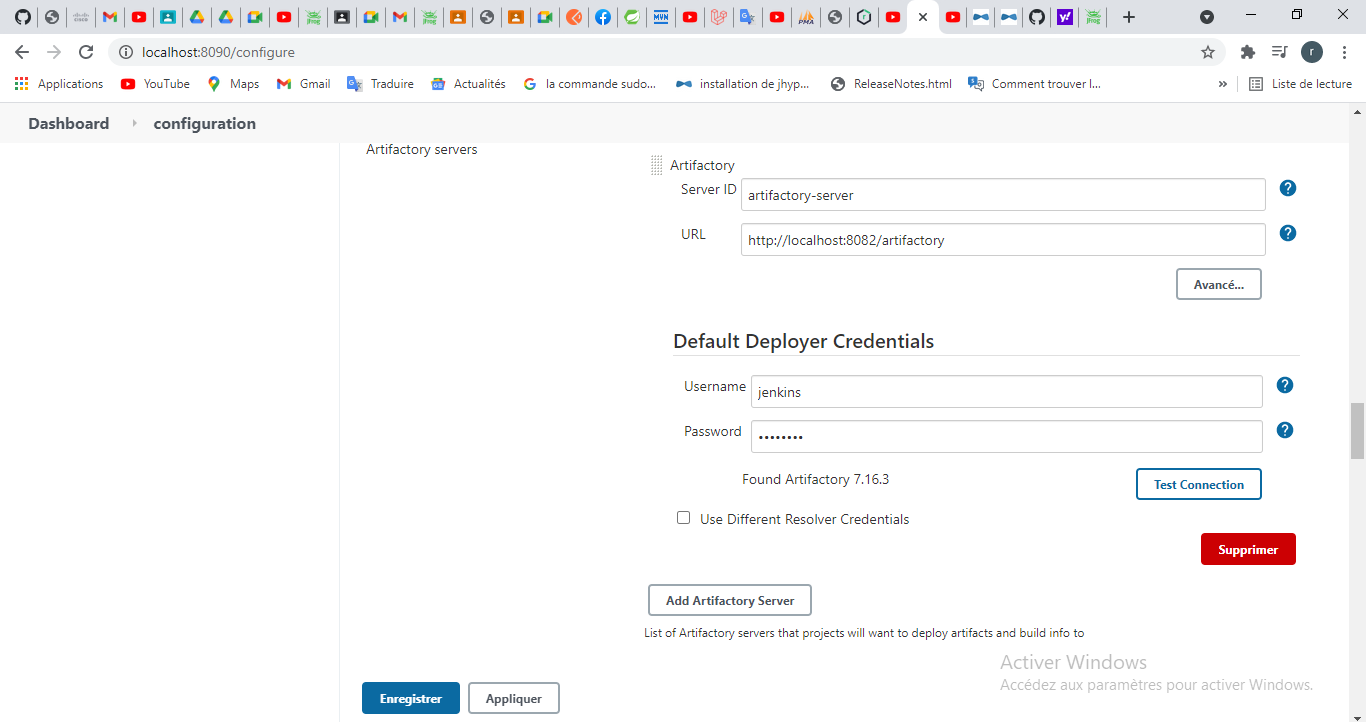 localhost:8090/configure
r
Applications YouTube Maps Gmail Traduire Actualités la commande sudo... installation de jhyp... ReleaseNotes.html Comment trouver l... » Liste de lecture
Dashboard configuration
Artifactory servers
Artifactory
Server ID artifactory-server
URL http://localhost:8082/artifactory
Avancé...
Default Deployer Credentials
Username jenkins
Password ••••••••
Found Artifactory 7.16.3 Test Connection
Use Different Resolver Credentials
Supprimer
Add Artifactory Server
List of Artifactory servers that projects will want to deploy artifacts and build info to
Activer Windows
Accédez aux paramètres pour activer Windows.
Enregistrer Appliquer